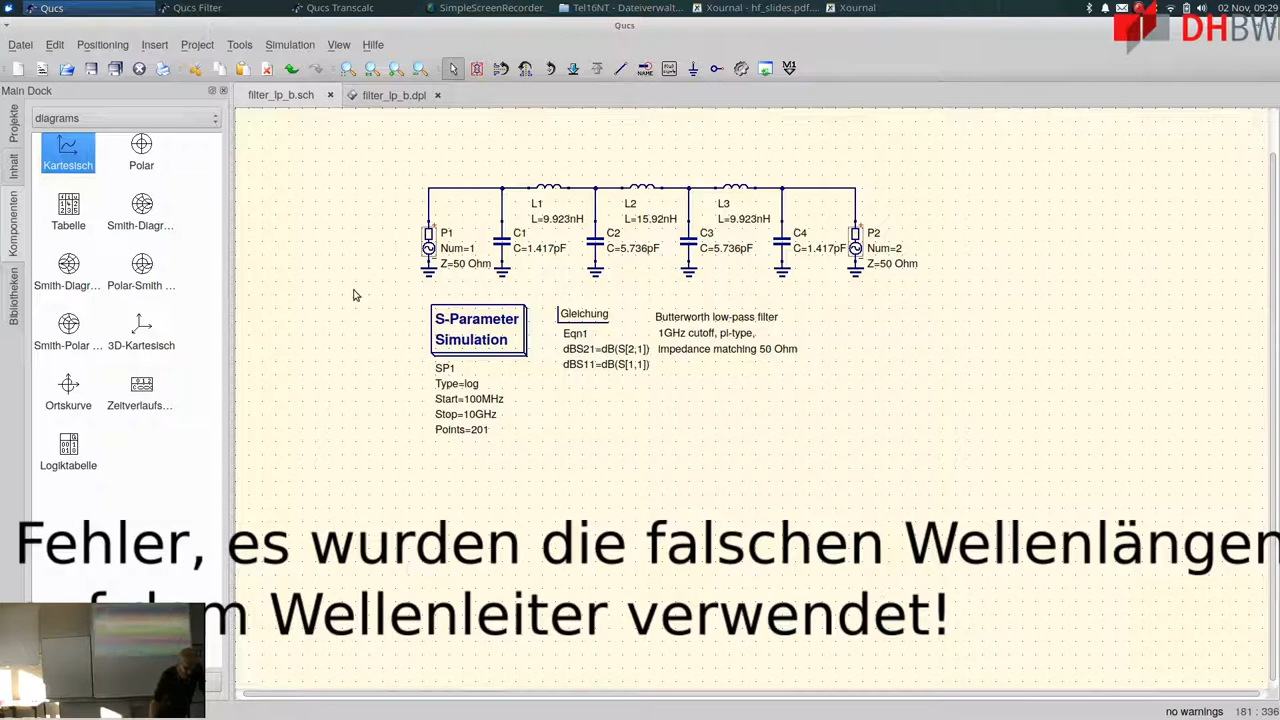 Qucs
Qucs Filter
Qucs Transcalc
SimpleScreenRecorder
Tel16NT - Dateiverwalt...
Xournal - hf_slides.pdf....
Xournal
02 Nov, 09:29
Qucs
DHBW
Datei Edit Positioning Insert Project Tools Simulation View Hilfe
Main Dock
filter_lp_b.sch
filter_lp_b.dpl
Projekte
Inhalt
Komponenten
Bibliotheken
diagrams
Kartesisch
Polar
Tabelle
Smith-Diagr...
Smith-Diagr...
Polar-Smith ...
Smith-Polar ...
3D-Kartesisch
Ortskurve
Zeitverlaufs...
Logiktabelle
L1
L=9.923nH
L2
L=15.92nH
L3
L=9.923nH
P1
Num=1
Z=50 Ohm
C1
C=1.417pF
C2
C=5.736pF
C3
C=5.736pF
C4
C=1.417pF
P2
Num=2
Z=50 Ohm
S-Parameter
Simulation
SP1
Type=log
Start=100MHz
Stop=10GHz
Points=201
Gleichung
Eqn1
dBS21=dB(S[2,1])
dBS11=dB(S[1,1])
Butterworth low-pass filter
1GHz cutoff, pi-type,
impedance matching 50 Ohm
Fehler, es wurden die falschen Wellenlängen
Wellenleiter verwendet!
no warnings
181 : 336